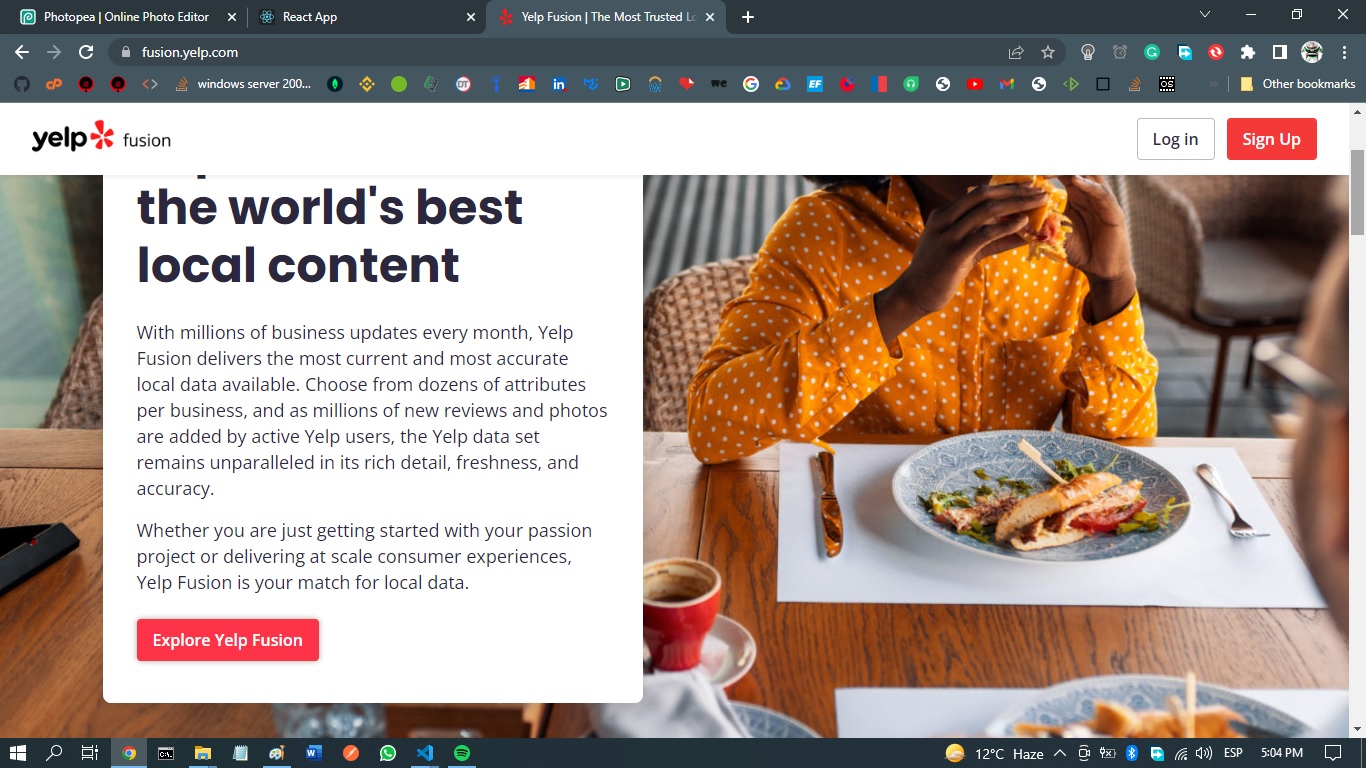 Photopea | Online Photo Editor
React App
Yelp Fusion | The Most Trusted Lo
fusion.yelp.com
windows server 200...
Other bookmarks
yelp fusion
Log in
Sign Up
the world's best
local content
With millions of business updates every month, Yelp
Fusion delivers the most current and most accurate
local data available. Choose from dozens of attributes
per business, and as millions of new reviews and photos
are added by active Yelp users, the Yelp data set
remains unparalleled in its rich detail, freshness, and
accuracy.
Whether you are just getting started with your passion
project or delivering at scale consumer experiences,
Yelp Fusion is your match for local data.
Explore Yelp Fusion
12°C Haze
ESP
5:04 PM